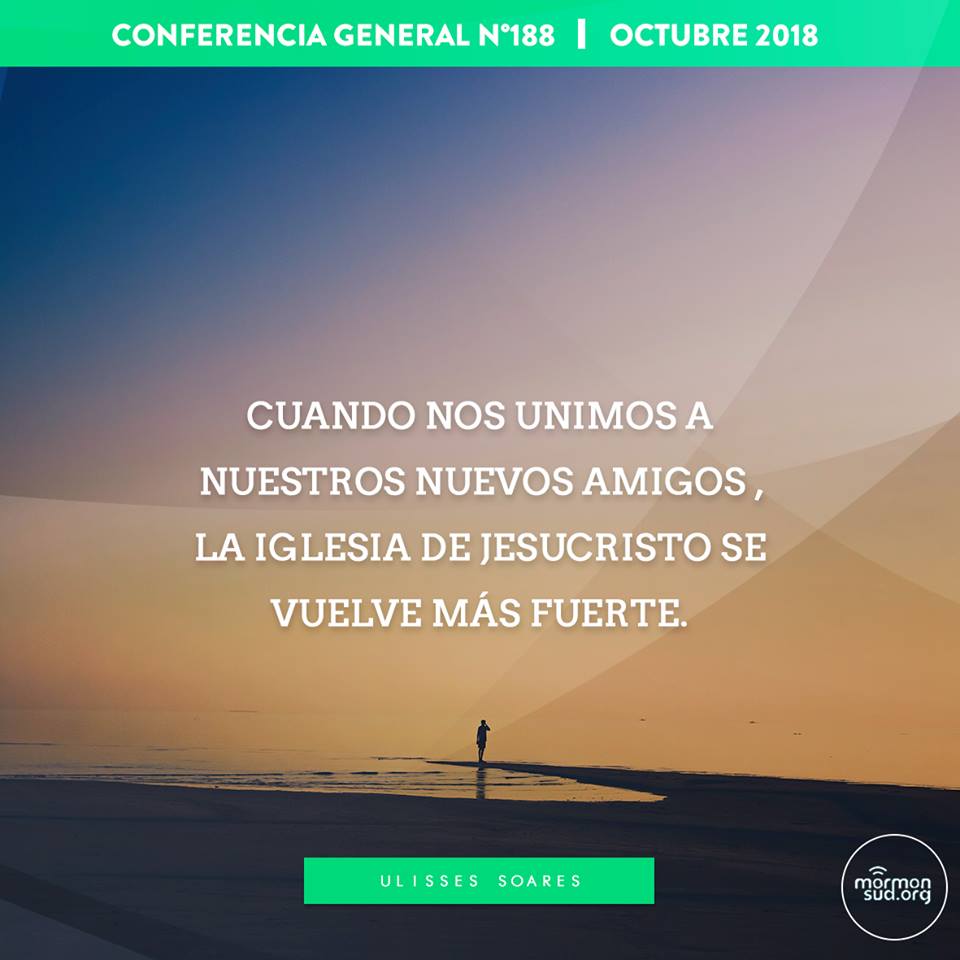 CONFERENCIA GENERAL N°188 | OCTUBRE 2018
CUANDO NOS UNIMOS A
NUESTROS NUEVOS AMIGOS ,
LA IGLESIA DE JESUCRISTO SE
VUELVE MÁS FUERTE.
ULISSES SOARES
mormon
sud.org